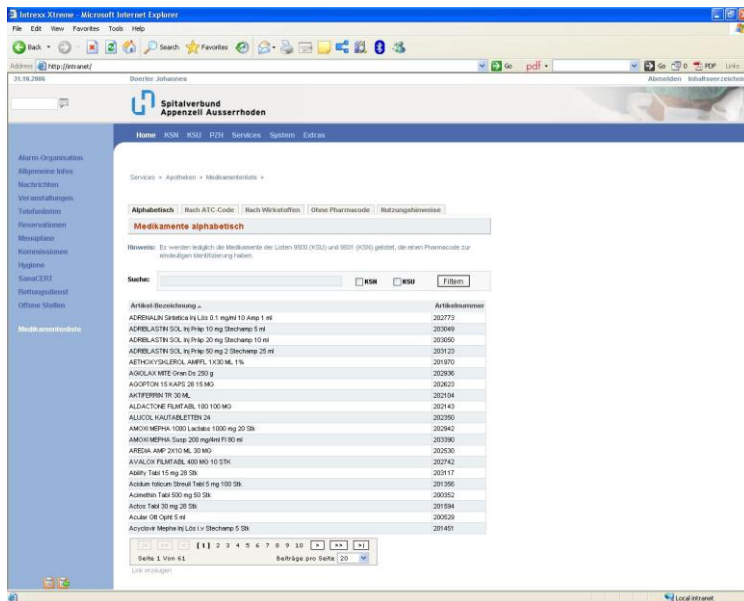 Intrexx Xtreme - Microsoft Internet Explorer
File Edit View Favorites Tools Help
Back Search Favorites
Address http://intranet/ Go pdf Go 0 PDF Links
31.10.2006 Doerler Johannes Abmelden Inhaltsverzeichnis
Spitalverbund
Appenzell Ausserrhoden
Home KSN KSU PZH Services System Extras
Alarm-Organisation
Allgemeine Infos
Nachrichten
Veranstaltungen
Telefonlisten
Reservationen
Menupläne
Kommissionen
Hygiene
SanaCERT
Rettungsdienst
Offene Stellen
Medikamentenliste
Services » Apotheken » Medikamentenliste »
Alphabetisch Nach ATC-Code Nach Wirkstoffen Ohne Pharmacode Nutzungshinweise
Medikamente alphabetisch
Hinweis: Es werden lediglich die Medikamente der Listen 9500 (KSU) und 9501 (KSN) gelistet, die einen Pharmacode zur
eindeutigen Identifizierung haben.
Suche: KSN KSU Filtern
Artikel-Bezeichnung Artikelnummer
ADRENALIN Sintetica Inj Lös 0.1 mg/ml 10 Amp 1 ml 202773
ADRIBLASTIN SOL Inj Präp 10 mg Stechamp 5 ml 203049
ADRIBLASTIN SOL Inj Präp 20 mg Stechamp 10 ml 203050
ADRIBLASTIN SOL Inj Präp 50 mg 2 Stechamp 25 ml 203123
AETHOXYSKLEROL AMPFL 1X30 ML 1% 201970
AGIOLAX MITE Gran Ds 250 g 202936
AGOPTON 15 KAPS 28 15 MG 202623
AKTIFERRIN TR 30 ML 202104
ALDACTONE FILMTABL 100 100 MG 202143
ALUCOL KAUTABLETTEN 24 202350
AMOXI MEPHA 1000 Lactabs 1000 mg 20 Stk 202942
AMOXI MEPHA Susp 200 mg/4ml Fl 80 ml 203390
AREDIA AMP 2X10 ML 30 MG 202530
AVALOX FILMTABL 400 MG 10 STK 202742
Abilify Tabl 15 mg 28 Stk 203117
Acidum folicum Streuli Tabl 5 mg 100 Stk 201356
Acimethin Tabl 500 mg 50 Stk 200352
Actos Tabl 30 mg 28 Stk 201594
Acular Gtt Opht 5 ml 200529
Acyclovir Mepha Inj Lös i.v Stechamp 5 Stk 201451
|< << < [1] 2 3 4 5 6 7 8 9 10 > >> >|
Seite 1 Von 61 Beiträge pro Seite 20
Link erzeugen
Local intranet